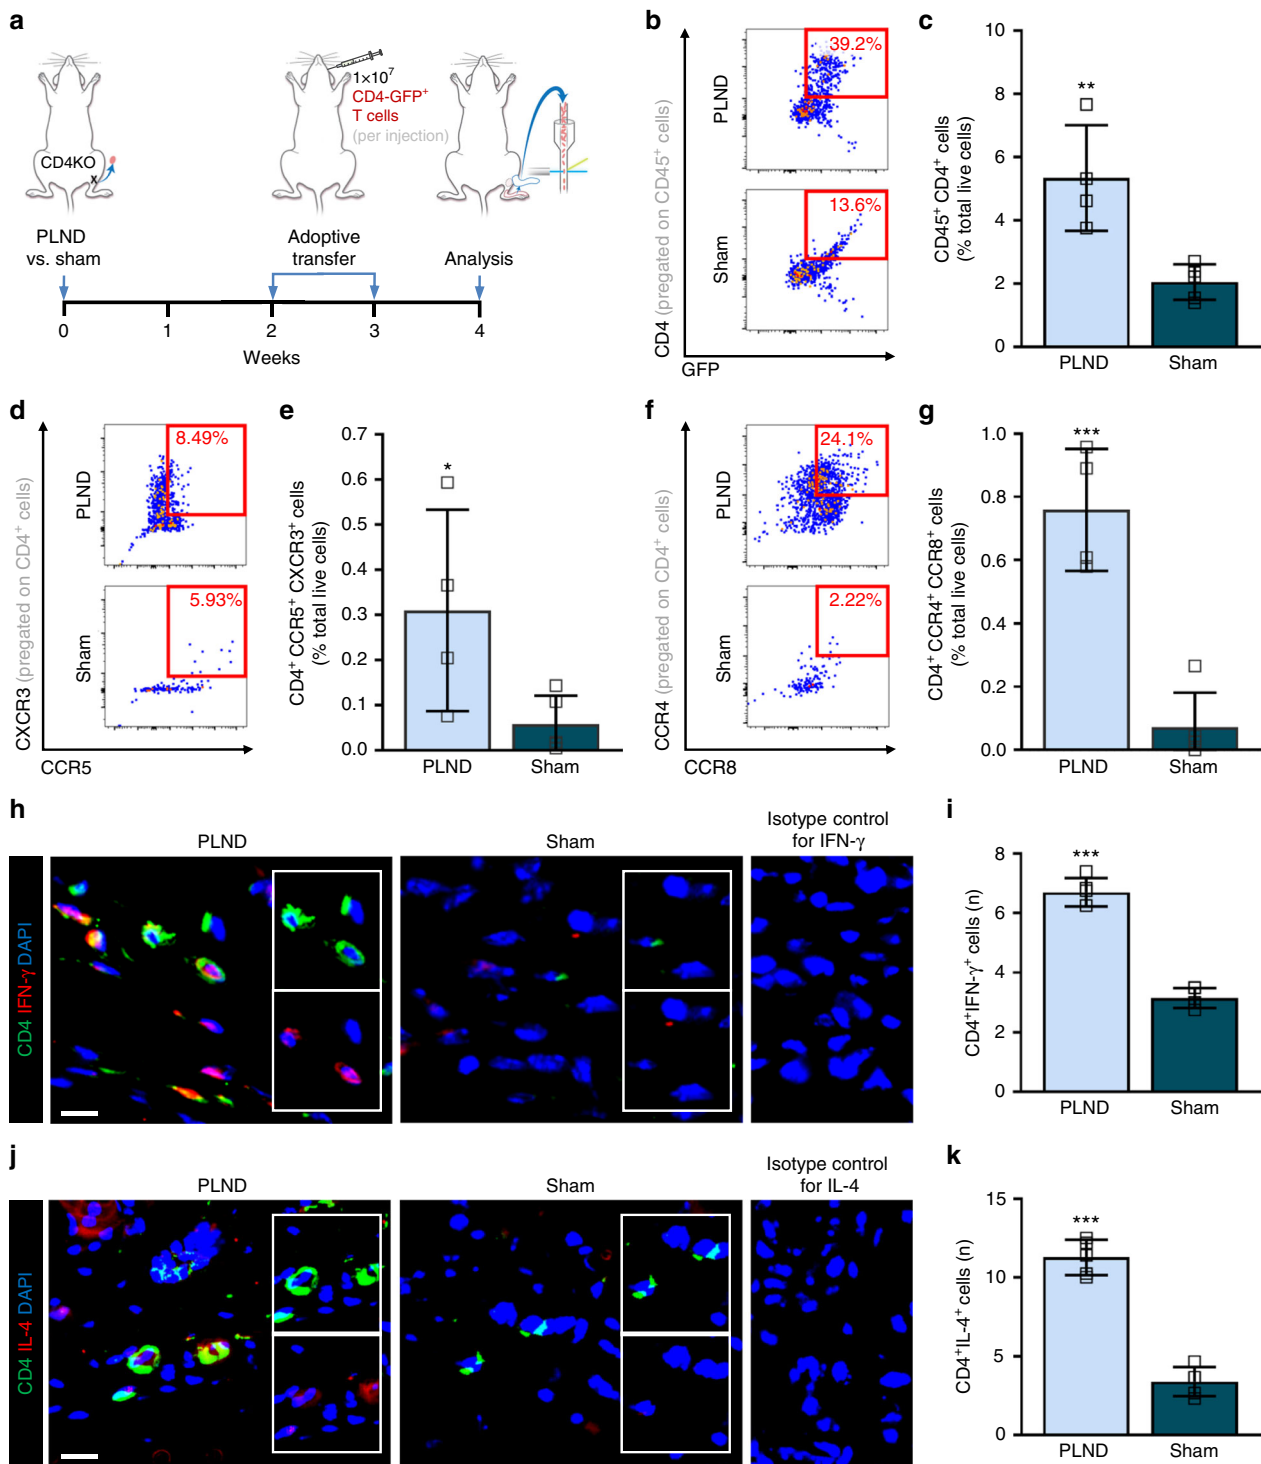 a
1×10⁷
CD4-GFP⁺
T cells
(per injection)
CD4KO
x
PLND
vs. sham
Adoptive
transfer
Analysis
0
1
2
3
4
Weeks
b
CD4 (pregated on CD45⁺ cells)
PLND
39.2%
Sham
13.6%
GFP
c
CD45⁺ CD4⁺ cells
(% total live cells)
10
8
6
4
2
0
**
PLND
Sham
d
CXCR3 (pregated on CD4⁺ cells)
PLND
8.49%
Sham
5.93%
CCR5
e
CD4⁺ CCR5⁺ CXCR3⁺ cells
(% total live cells)
0.7
0.6
0.5
0.4
0.3
0.2
0.1
0.0
*
PLND
Sham
f
CCR4 (pregated on CD4⁺ cells)
PLND
24.1%
Sham
2.22%
CCR8
g
CD4⁺ CCR4⁺ CCR8⁺ cells
(% total live cells)
1.0
0.8
0.6
0.4
0.2
0.0
***
PLND
Sham
h
CD4 IFN-γ DAPI
PLND
Sham
Isotype control
for IFN-γ
i
CD4⁺IFN-γ⁺ cells (n)
8
6
4
2
0
***
PLND
Sham
j
CD4 IL-4 DAPI
PLND
Sham
Isotype control
for IL-4
k
CD4⁺IL-4⁺ cells (n)
15
10
5
0
***
PLND
Sham